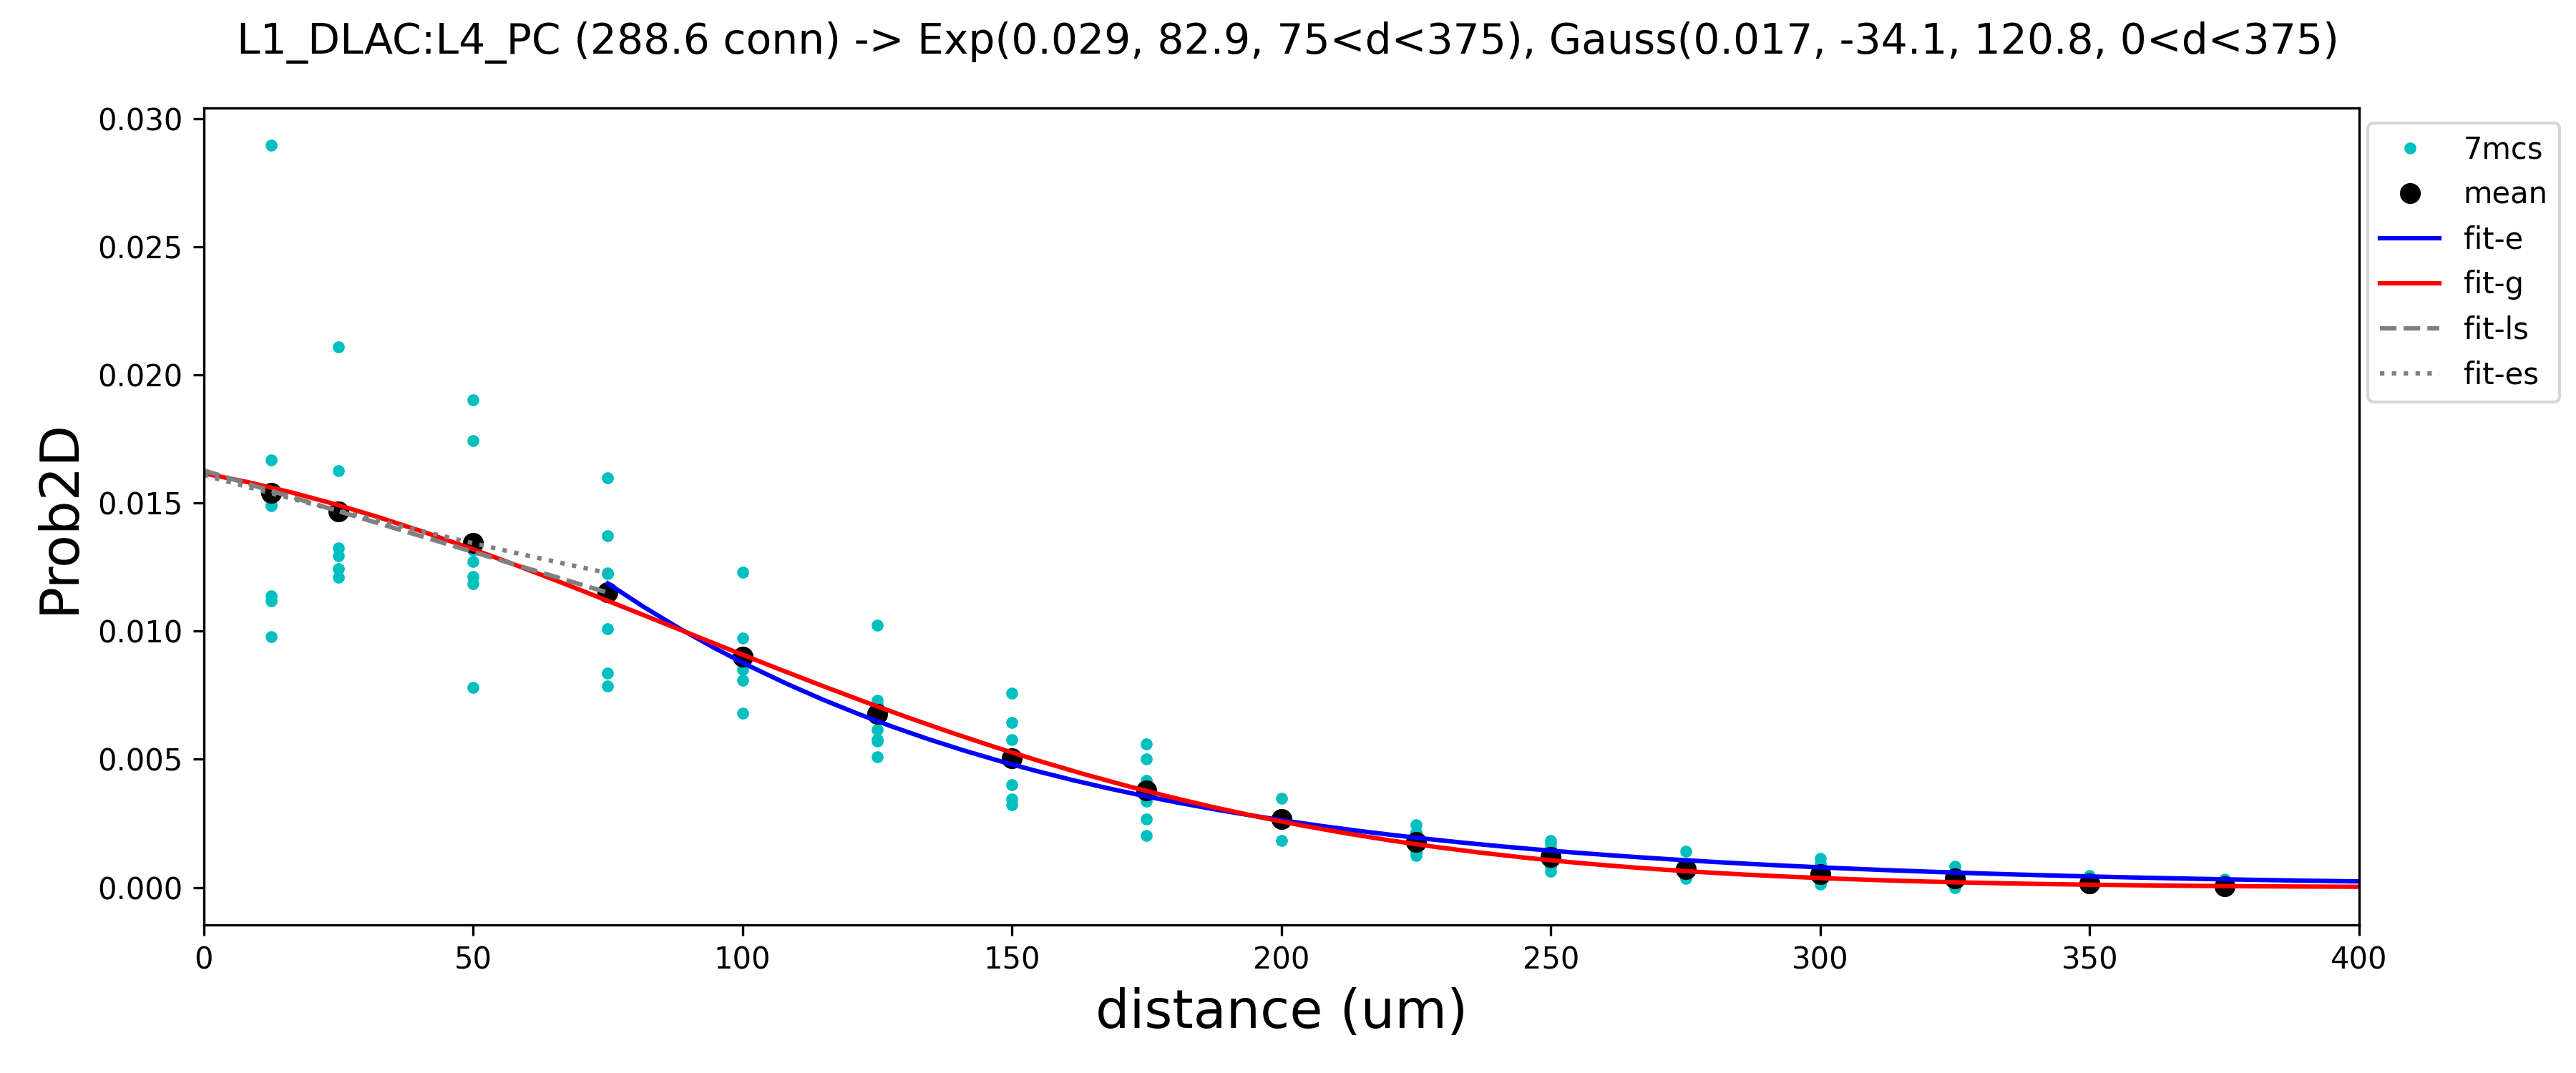 L1_DLAC:L4_PC (288.6 conn) -> Exp(0.029, 82.9, 75<d<375), Gauss(0.017, -34.1, 120.8, 0<d<375)
0.030
0.025
0.020
0.015
0.010
0.005
0.000
Prob2D
0 50 100 150 200 250 300 350 400
distance (um)
7mcs
mean
fit-e
fit-g
fit-ls
fit-es